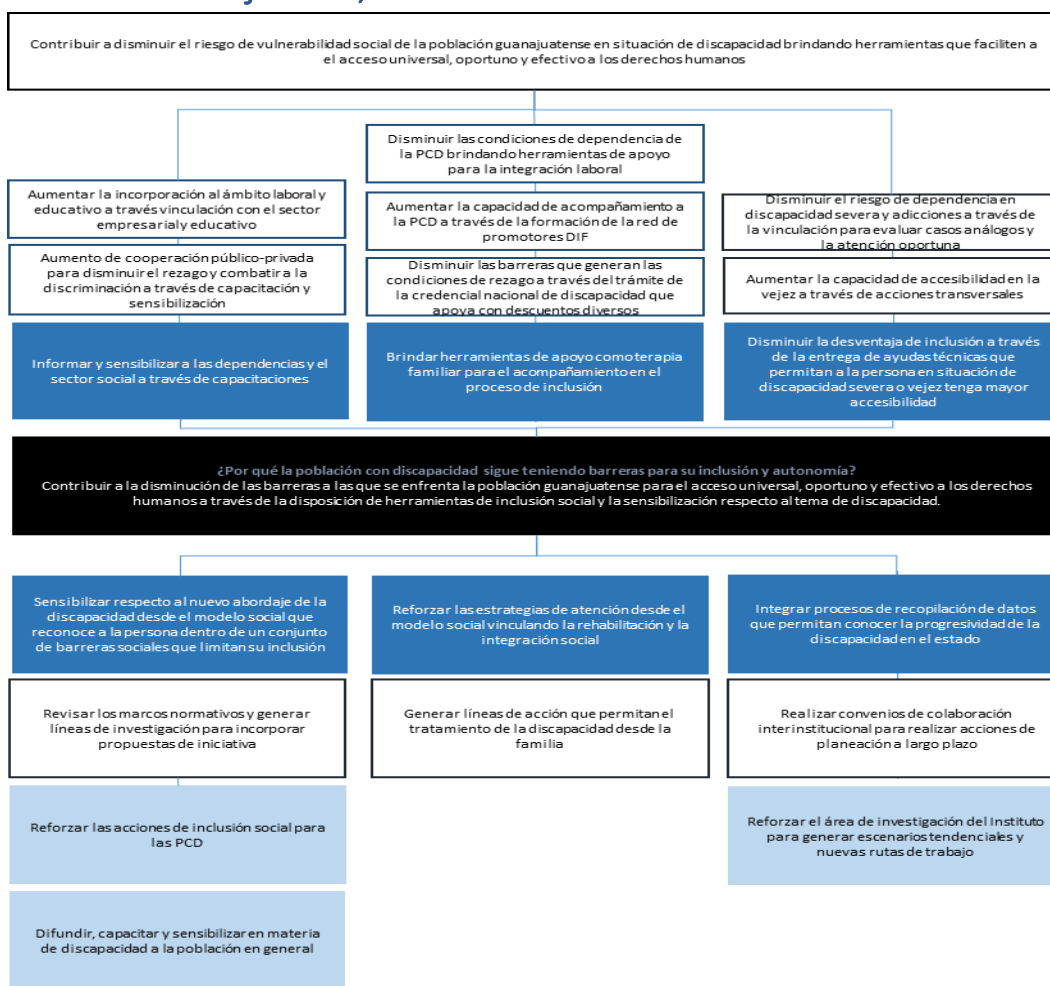 Contribuir a disminuir el riesgo de vulnerabilidad social de la población guanajuatense en situación de discapacidad brindando herramientas que faciliten a
el acceso universal, oportuno y efectivo a los derechos humanos
Disminuir las condiciones de dependencia de
la PCD brindando herramientas de apoyo
para la integración laboral
Aumentar la incorporación al ámbito laboral y
educativo a través vinculación con el sector
empresarial y educativo
Aumentar la capacidad de acompañamiento a
la PCD a través de la formación de la red de
promotores DIF
Disminuir el riesgo de dependencia en
discapacidad severa y adicciones a través de
la vinculación para evaluar casos análogos y
la atención oportuna
Aumento de cooperación público-privada
para disminuir el rezago y combatir a la
discriminación a través de capacitación y
sensibilización
Disminuir las barreras que generan las
condiciones de rezago a través del trámite de
la credencial nacional de discapacidad que
apoya con descuentos diversos
Aumentar la capacidad de accesibilidad en la
vejez a través de acciones transversales
Informar y sensibilizar a las dependencias y el
sector social a través de capacitaciones
Brindar herramientas de apoyo como terapia
familiar para el acompañamiento en el
proceso de inclusión
Disminuir la desventaja de inclusión a través
de la entrega de ayudas técnicas que
permitan a la persona en situación de
discapacidad severa o vejez tenga mayor
accesibilidad
¿Por qué la población con discapacidad sigue teniendo barreras para su inclusión y autonomía?
Contribuir a la disminución de las barreras a las que se enfrenta la población guanajuatense para el acceso universal, oportuno y efectivo a los derechos
humanos a través de la disposición de herramientas de inclusión social y la sensibilización respecto al tema de discapacidad.
Sensibilizar respecto al nuevo abordaje de la
discapacidad desde el modelo social que
reconoce a la persona dentro de un conjunto
de barreras sociales que limitan su inclusión
Reforzar las estrategias de atención desde el
modelo social vinculando la rehabilitación y la
integración social
Integrar procesos de recopilación de datos
que permitan conocer la progresividad de la
discapacidad en el estado
Revisar los marcos normativos y generar
líneas de investigación para incorporar
propuestas de iniciativa
Generar líneas de acción que permitan el
tratamiento de la discapacidad desde la
familia
Realizar convenios de colaboración
interinstitucional para realizar acciones de
planeación a largo plazo
Reforzar las acciones de inclusión social para
las PCD
Reforzar el área de investigación del Instituto
para generar escenarios tendenciales y
nuevas rutas de trabajo
Difundir, capacitar y sensibilizar en materia
de discapacidad a la población en general